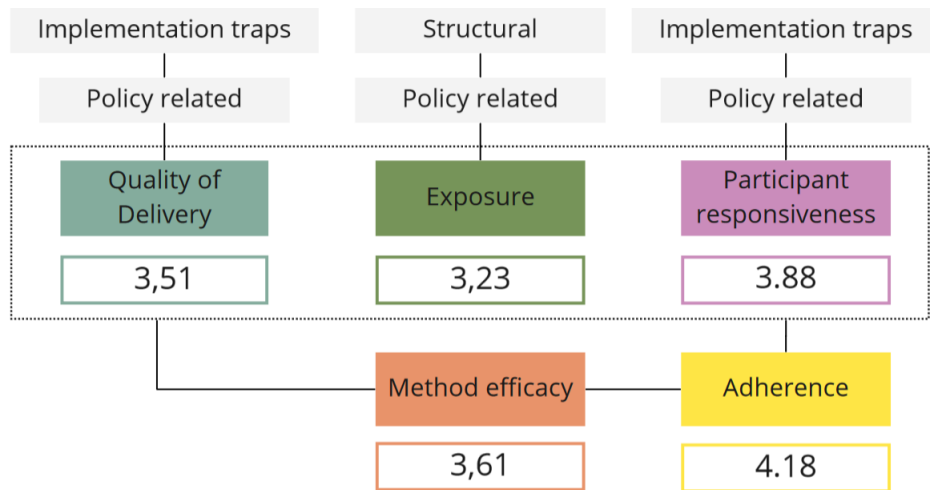 Implementation traps
Structural
Implementation traps
Policy related
Policy related
Policy related
Quality of
Delivery
Exposure
Participant
responsiveness
3,51
3,23
3.88
Method efficacy
Adherence
3,61
4.18